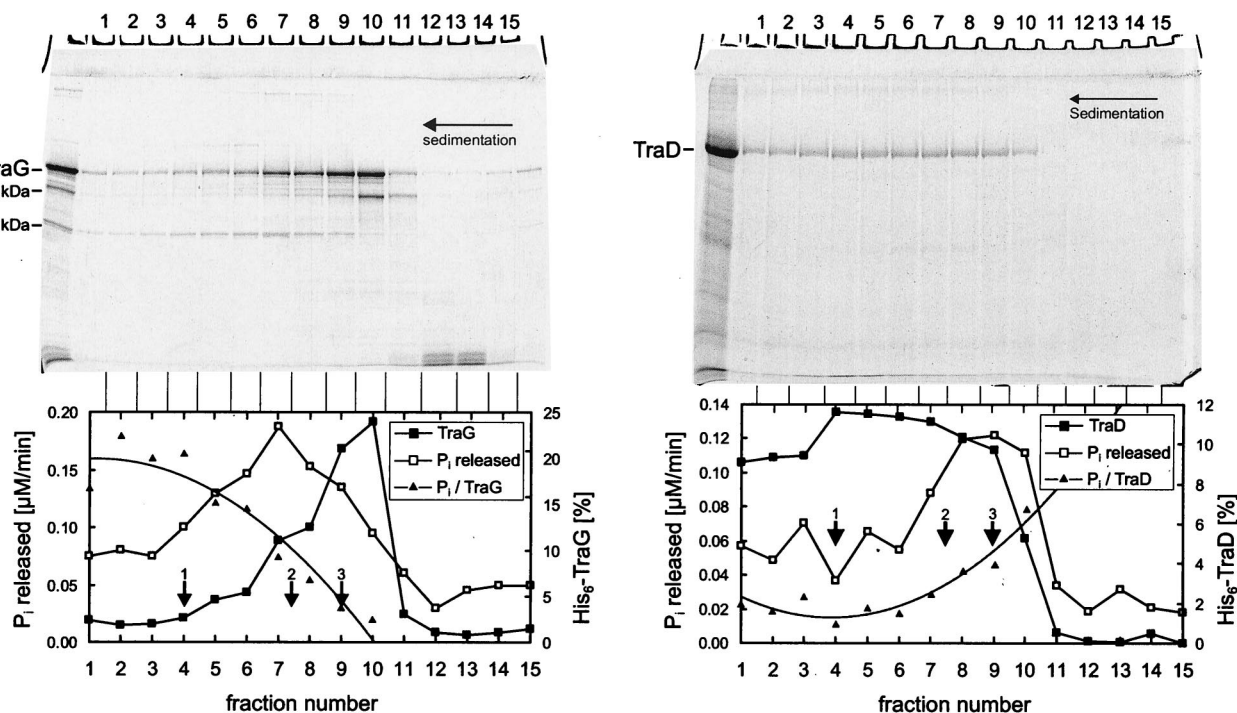 1 2 3 4 5 6 7 8 9 10 11 12 13 14 15
sedimentation
raG–
kDa–
kDa–
0.20
0.15
0.10
0.05
0.00
Pi released [µM/min]
25
20
15
10
5
0
His6-TraG [%]
TraG
Pi released
Pi / TraG
1 2 3
1 2 3 4 5 6 7 8 9 10 11 12 13 14 15
fraction number
1 2 3 4 5 6 7 8 9 10 11 12 13 14 15
Sedimentation
TraD–
0.14
0.12
0.10
0.08
0.06
0.04
0.02
0.00
Pi released [µM/min]
12
10
8
6
4
2
0
His6-TraD [%]
TraD
Pi released
Pi / TraD
1 2 3
1 2 3 4 5 6 7 8 9 10 11 12 13 14 15
fraction number